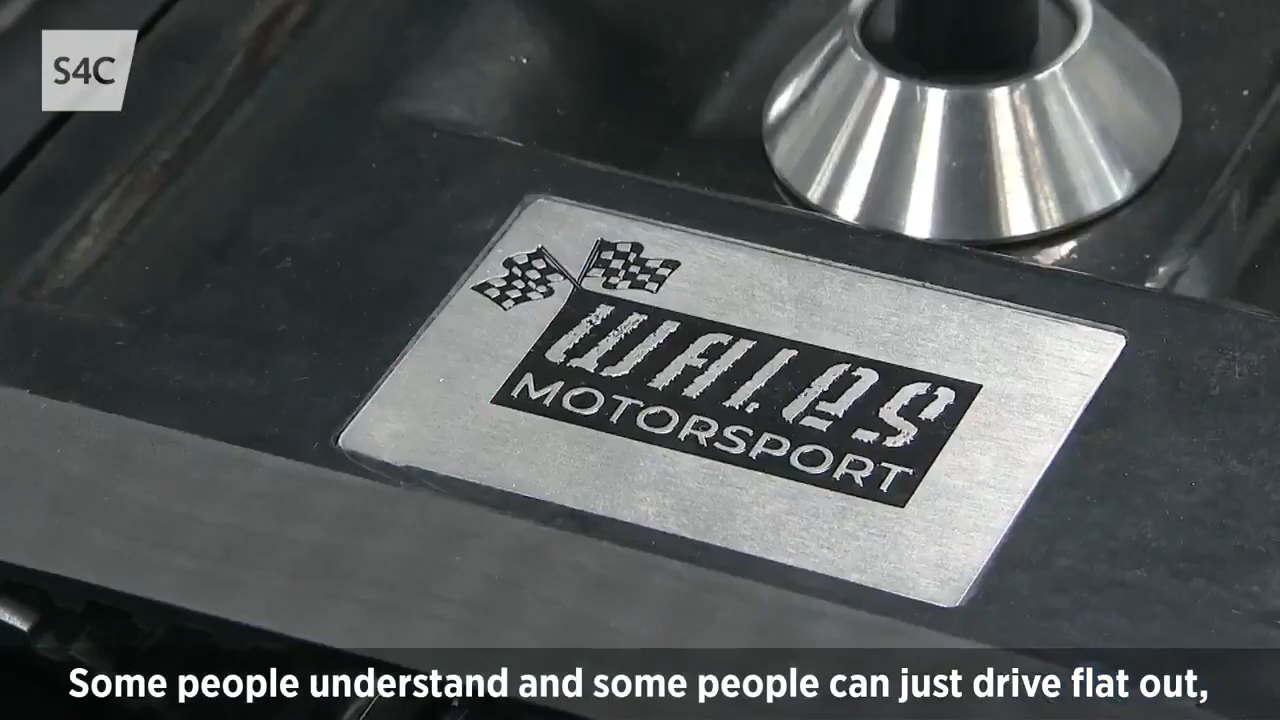 S4C
WALeS
MOTORSPORT
Some people understand and some people can just drive flat out,